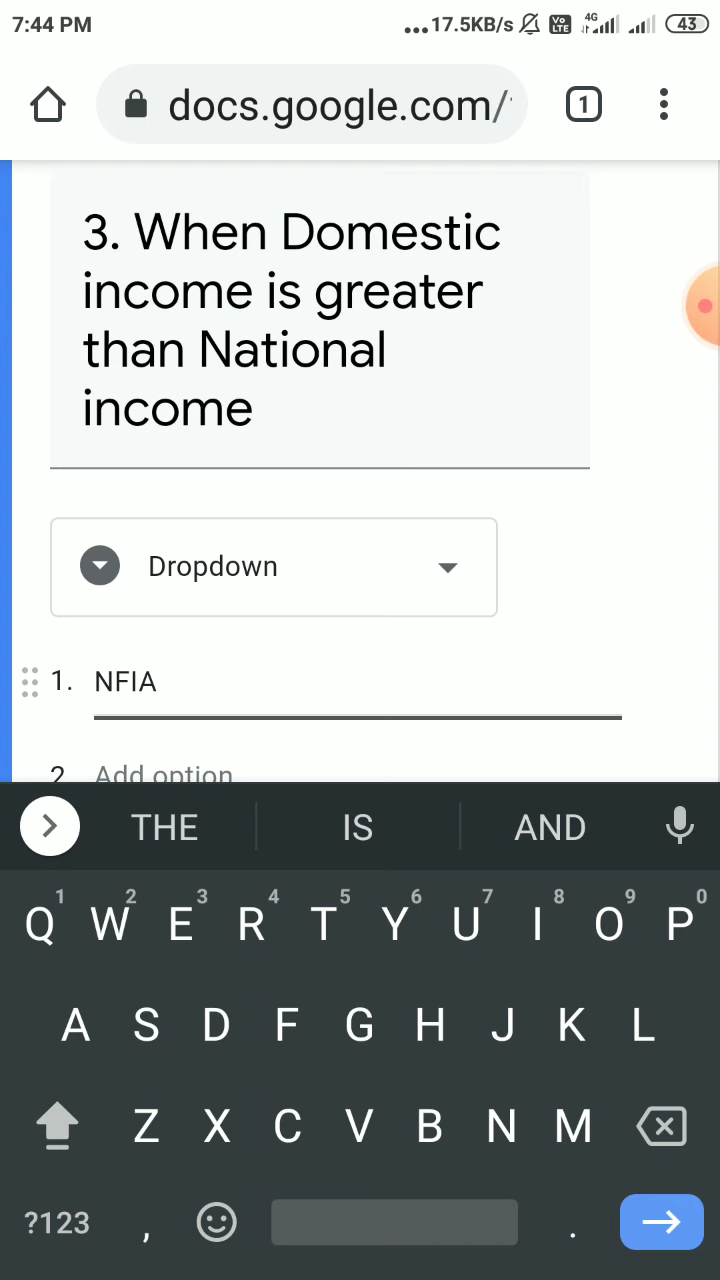 7:44 PM
...17.5KB/s Vo LTE 4G 43
docs.google.com/
1
3. When Domestic
income is greater
than National
income
Dropdown
1. NFIA
2 Add option
THE IS AND
1 2 3 4 5 6 7 8 9 0
Q W E R T Y U I O P
A S D F G H J K L
Z X C V B N M
?123 , .